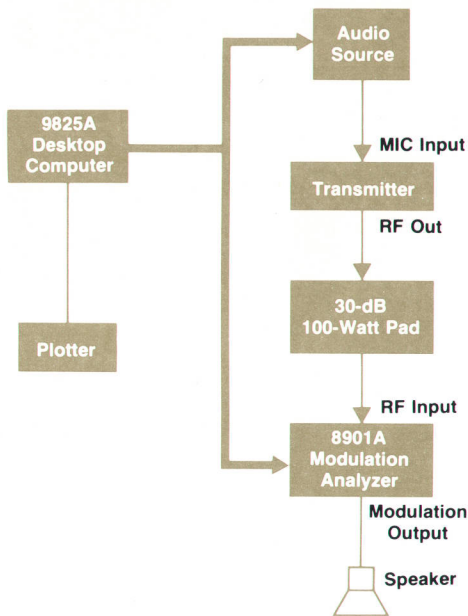 Audio
Source
9825A
Desktop
Computer
MIC Input
Transmitter
RF Out
30-dB
100-Watt Pad
Plotter
RF Input
8901A
Modulation
Analyzer
Modulation
Output
Speaker